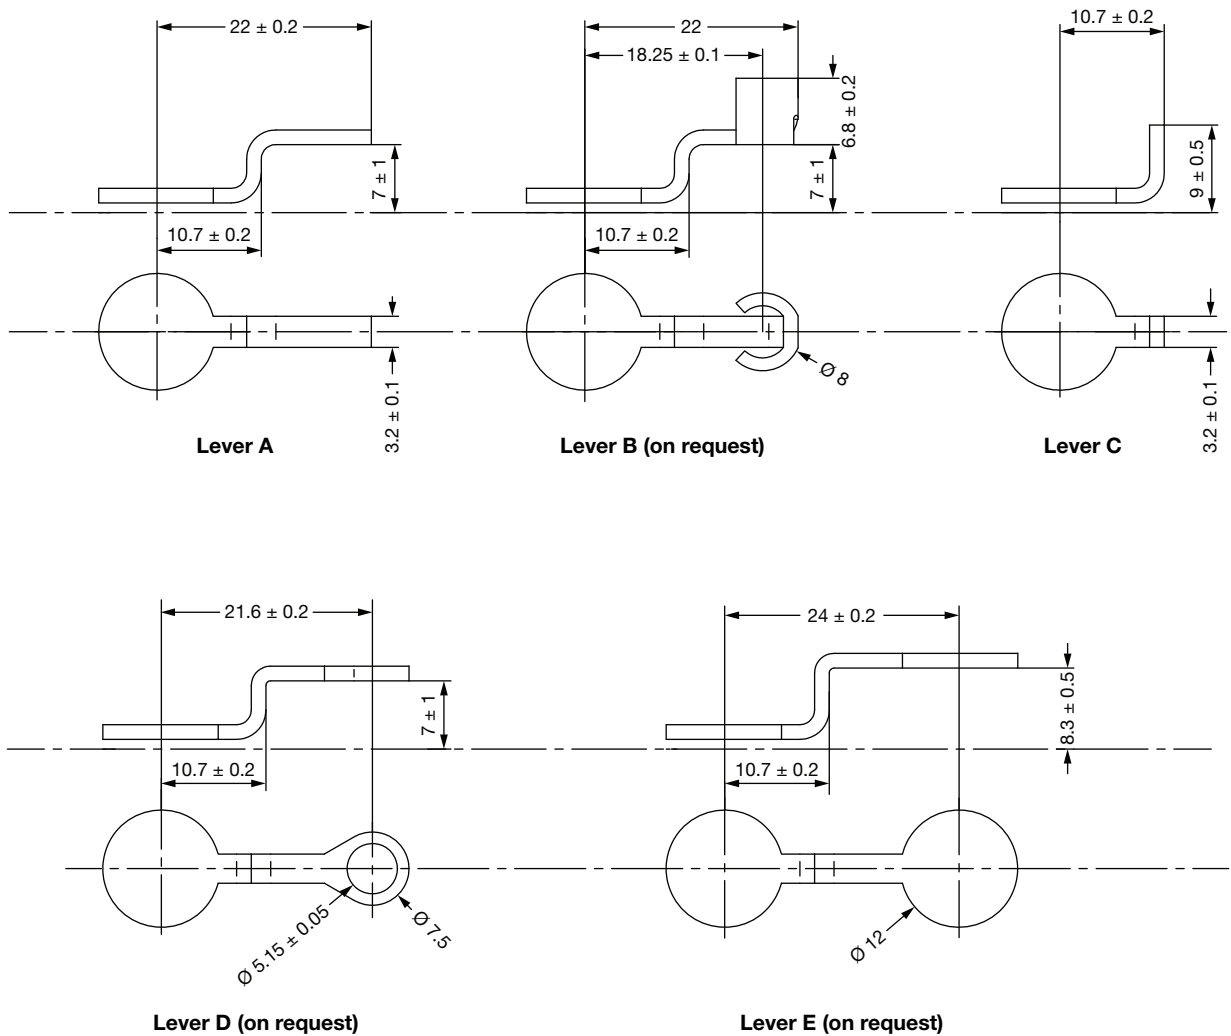 22 ± 0.2
7 ± 1
10.7 ± 0.2
3.2 ± 0.1
Lever A
22
18.25 ± 0.1
6.8 ± 0.2
7 ± 1
10.7 ± 0.2
Ø 8
Lever B (on request)
10.7 ± 0.2
9 ± 0.5
3.2 ± 0.1
Lever C
21.6 ± 0.2
7 ± 1
10.7 ± 0.2
Ø 5.15 ± 0.05
Ø 7.5
Lever D (on request)
24 ± 0.2
8.3 ± 0.5
10.7 ± 0.2
Ø 12
Lever E (on request)